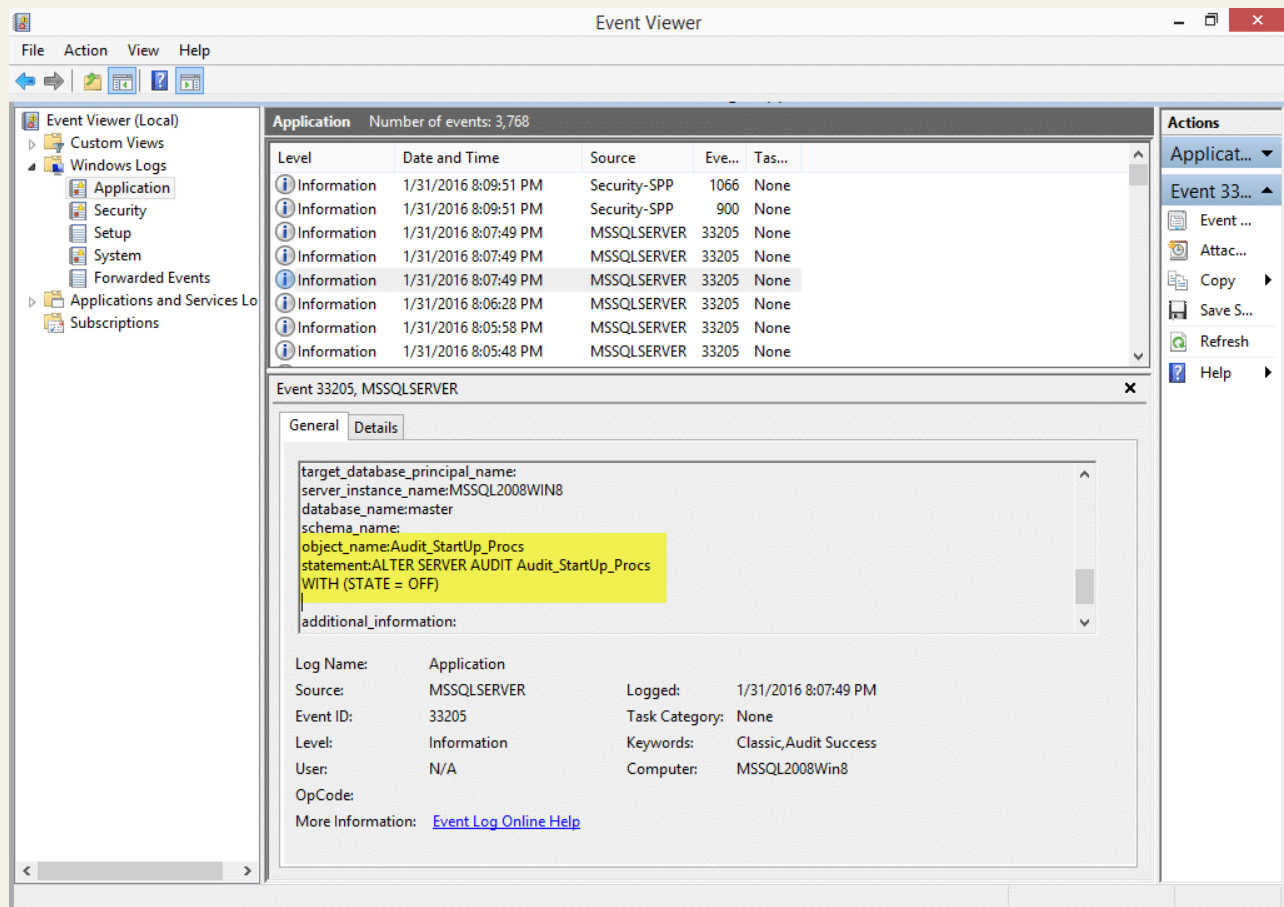 Event Viewer
File Action View Help
Event Viewer (Local)
Custom Views
Windows Logs
Application
Security
Setup
System
Forwarded Events
Applications and Services Lo
Subscriptions
Application Number of events: 3,768
Level Date and Time Source Eve... Tas...
Information 1/31/2016 8:09:51 PM Security-SPP 1066 None
Information 1/31/2016 8:09:51 PM Security-SPP 900 None
Information 1/31/2016 8:07:49 PM MSSQLSERVER 33205 None
Information 1/31/2016 8:07:49 PM MSSQLSERVER 33205 None
Information 1/31/2016 8:07:49 PM MSSQLSERVER 33205 None
Information 1/31/2016 8:06:28 PM MSSQLSERVER 33205 None
Information 1/31/2016 8:05:58 PM MSSQLSERVER 33205 None
Information 1/31/2016 8:05:48 PM MSSQLSERVER 33205 None
Event 33205, MSSQLSERVER
General Details
target_database_principal_name:
server_instance_name:MSSQL2008WIN8
database_name:master
schema_name:
object_name:Audit_StartUp_Procs
statement:ALTER SERVER AUDIT Audit_StartUp_Procs
WITH (STATE = OFF)
additional_information:
Log Name: Application
Source: MSSQLSERVER Logged: 1/31/2016 8:07:49 PM
Event ID: 33205 Task Category: None
Level: Information Keywords: Classic,Audit Success
User: N/A Computer: MSSQL2008Win8
OpCode:
More Information: Event Log Online Help
Actions
Applicat...
Event 33...
Event ...
Attac...
Copy
Save S...
Refresh
Help